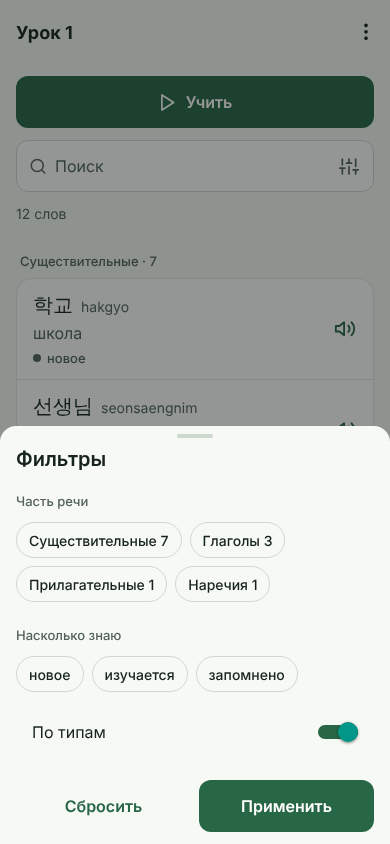 Урок 1
Учить
Поиск
12 слов
Существительные · 7
학교 hakgyo
школа
новое
선생님 seonsaengnim
Фильтры
Часть речи
Существительные 7
Глаголы 3
Прилагательные 1
Наречия 1
Насколько знаю
новое
изучается
запомнено
По типам
Сбросить
Применить